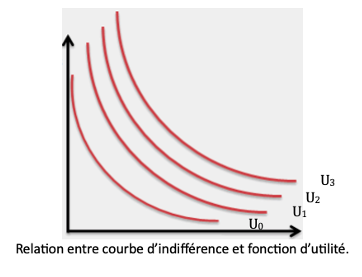 U₃
U₂
U₁
U₀
Relation entre courbe d'indifférence et fonction d'utilité.